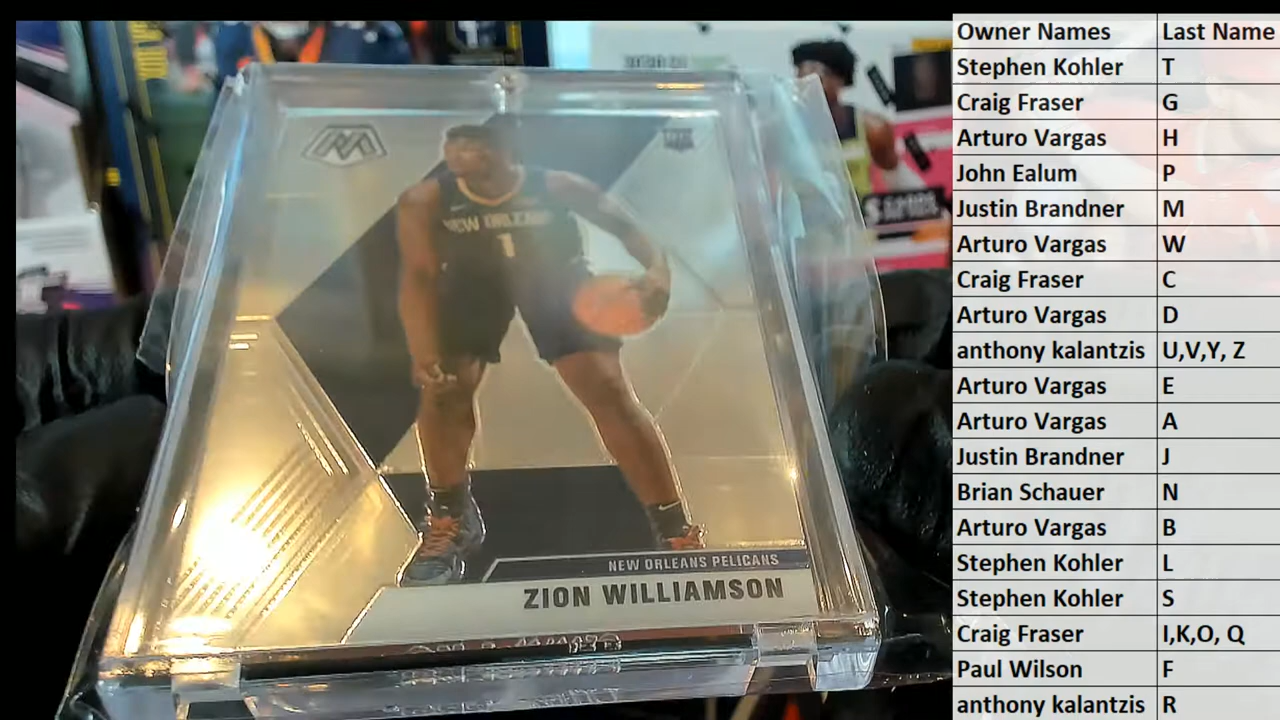 NEW ORLEANS
1
NEW ORLEANS PELICANS
ZION WILLIAMSON
Owner Names Last Name
Stephen Kohler T
Craig Fraser G
Arturo Vargas H
John Ealum P
Justin Brandner M
Arturo Vargas W
Craig Fraser C
Arturo Vargas D
anthony kalantzis U,V,Y, Z
Arturo Vargas E
Arturo Vargas A
Justin Brandner J
Brian Schauer N
Arturo Vargas B
Stephen Kohler L
Stephen Kohler S
Craig Fraser I,K,O, Q
Paul Wilson F
anthony kalantzis R